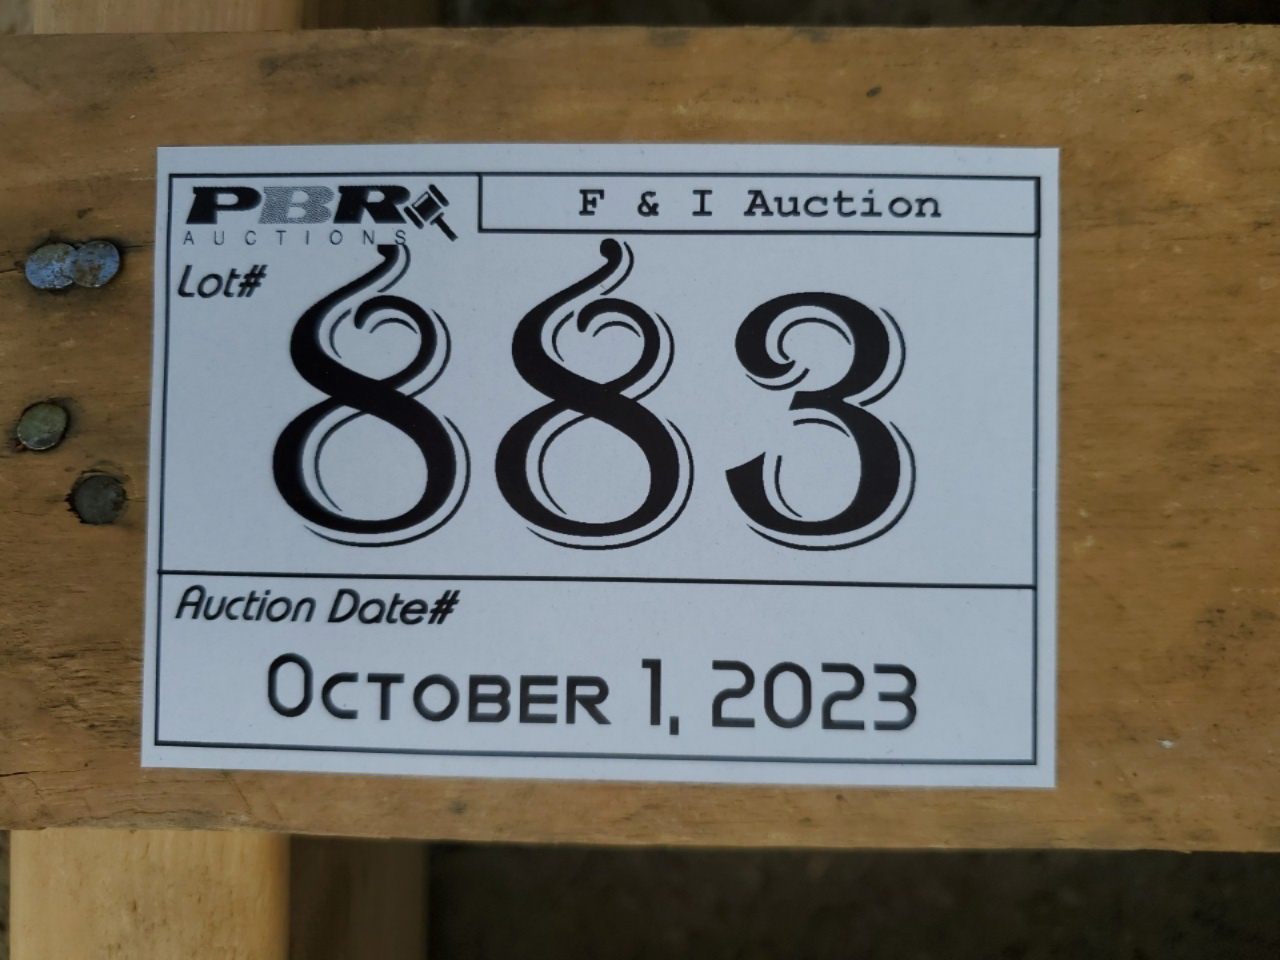 PBR
AUCTIONS
F & I Auction
Lot#
883
Auction Date#
October 1, 2023